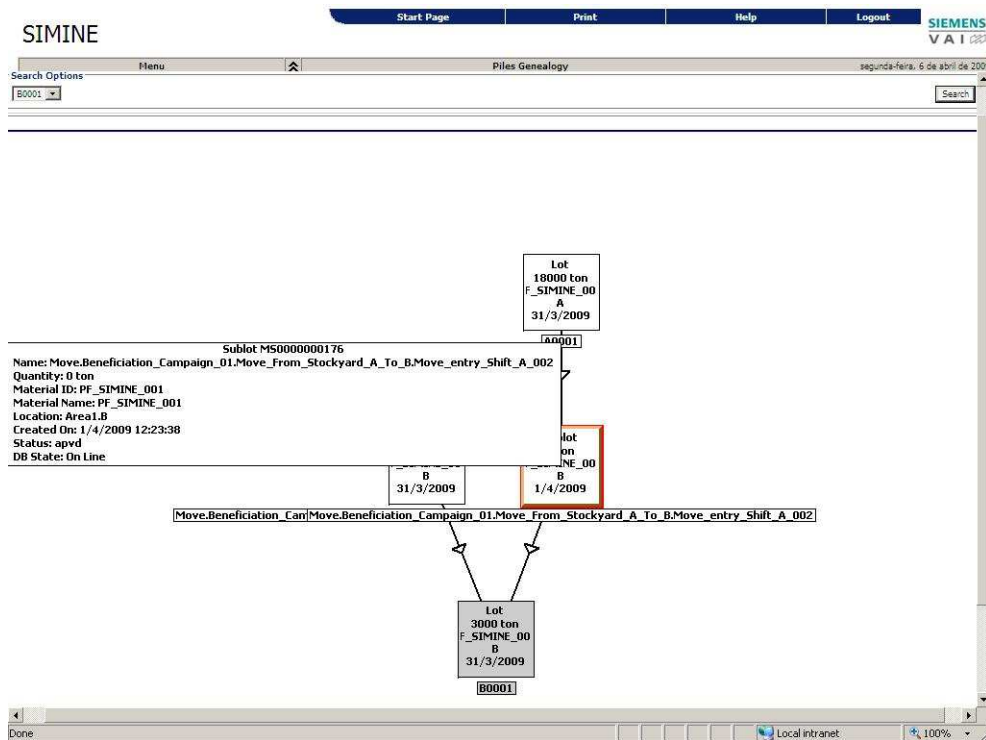 Start Page Print Help Logout
SIMINE
SIEMENS
VAI
Menu Piles Genealogy segunda-feira, 6 de abril de 200
Search Options
B0001 Search
Lot
18000 ton
F_SIMINE_00
A
31/3/2009
A0001
Sublot MS0000000176
Name: Move.Beneficiation_Campaign_01.Move_From_Stockyard_A_To_B.Move_entry_Shift_A_002
Quantity: 0 ton
Material ID: PF_SIMINE_001
Material Name: PF_SIMINE_001
Location: Area1.B
Created On: 1/4/2009 12:23:38
Status: apvd
DB State: On Line
lot
on
NE_00
B
31/3/2009
B
1/4/2009
Move.Beneficiation_Cam
Move.Beneficiation_Campaign_01.Move_From_Stockyard_A_To_B.Move_entry_Shift_A_002
Lot
3000 ton
F_SIMINE_00
B
31/3/2009
B0001
Done Local intranet 100%